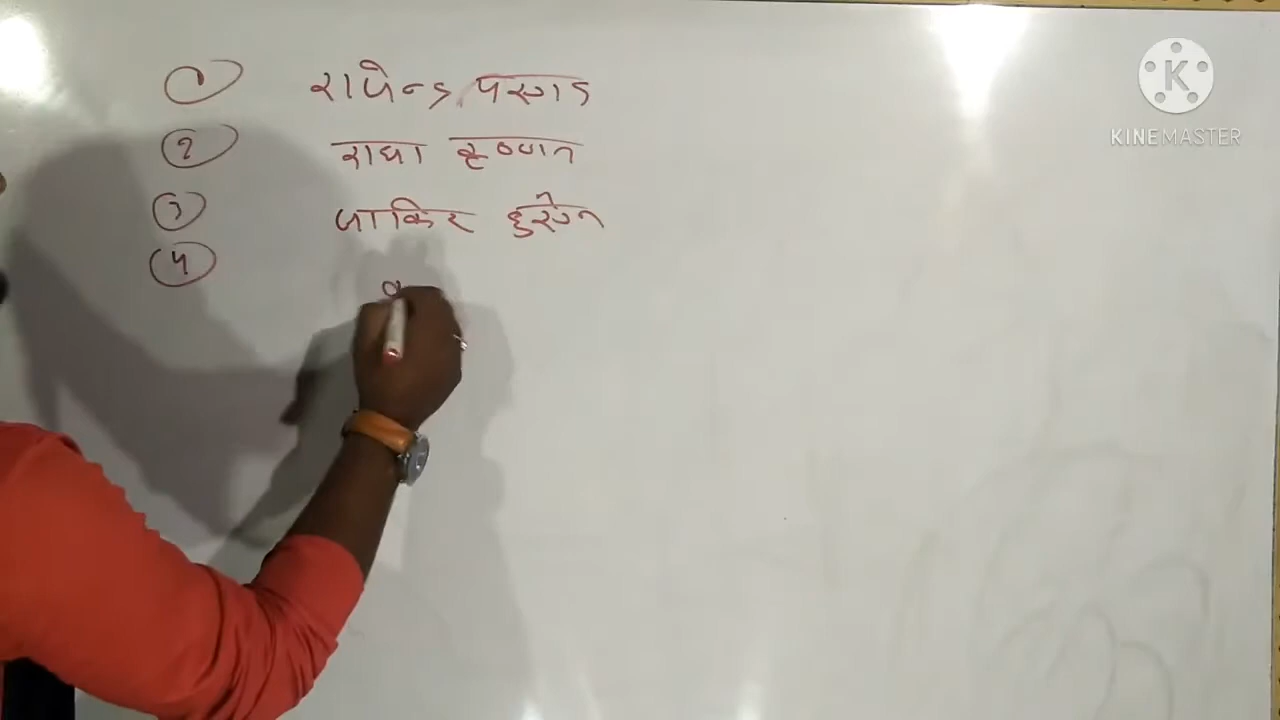 १ राजेन्द्र प्रसाद
२ राधा कृष्णन
३ जाकिर हुसैन
४ व
K
KINEMASTER